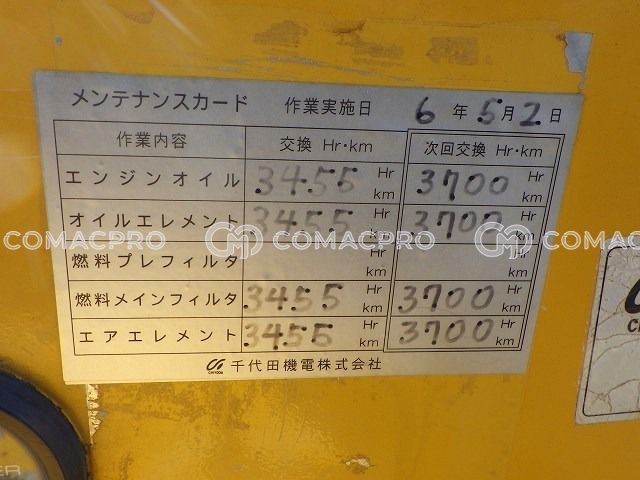 メンテナンスカード 作業実施日 6年5月2日
作業内容 交換 Hr・km 次回交換 Hr・km
エンジンオイル 3455 Hr km 3700 Hr km
オイルエレメント 3455 Hr km 3700 Hr km
燃料プレフィルタ Hr km Hr km
燃料メインフィルタ 3455 Hr km 3700 Hr km
エアエレメント 3455 Hr km 3700 Hr km
千代田機電株式会社
COMACPRO COMACPRO COMACPRO